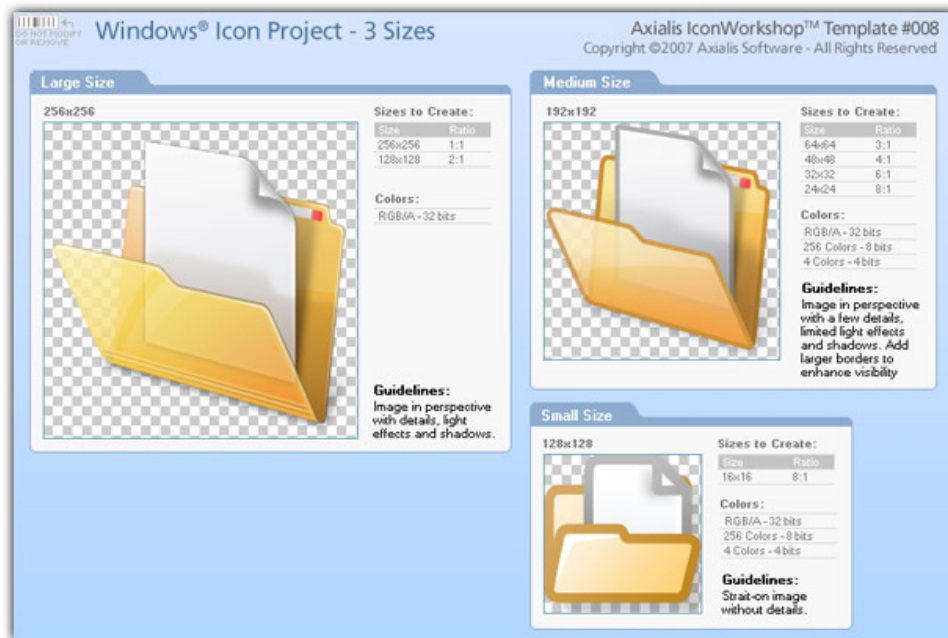 DO NOT MODIFY
OR REMOVE
Windows® Icon Project - 3 Sizes
Axialis IconWorkshop™ Template #008
Copyright ©2007 Axialis Software - All Rights Reserved
Large Size
256x256
Sizes to Create:
Size Ratio
256x256 1:1
128x128 2:1
Colors:
RGB/A - 32 bits
Guidelines:
Image in perspective
with details, light
effects and shadows.
Medium Size
192x192
Sizes to Create:
Size Ratio
64x64 3:1
48x48 4:1
32x32 6:1
24x24 8:1
Colors:
RGB/A - 32 bits
256 Colors - 8 bits
4 Colors - 4 bits
Guidelines:
Image in perspective
with a few details,
limited light effects
and shadows. Add
larger borders to
enhance visibility
Small Size
128x128
Sizes to Create:
Size Ratio
16x16 8:1
Colors:
RGB/A - 32 bits
256 Colors - 8 bits
4 Colors - 4 bits
Guidelines:
Strait-on image
without details.